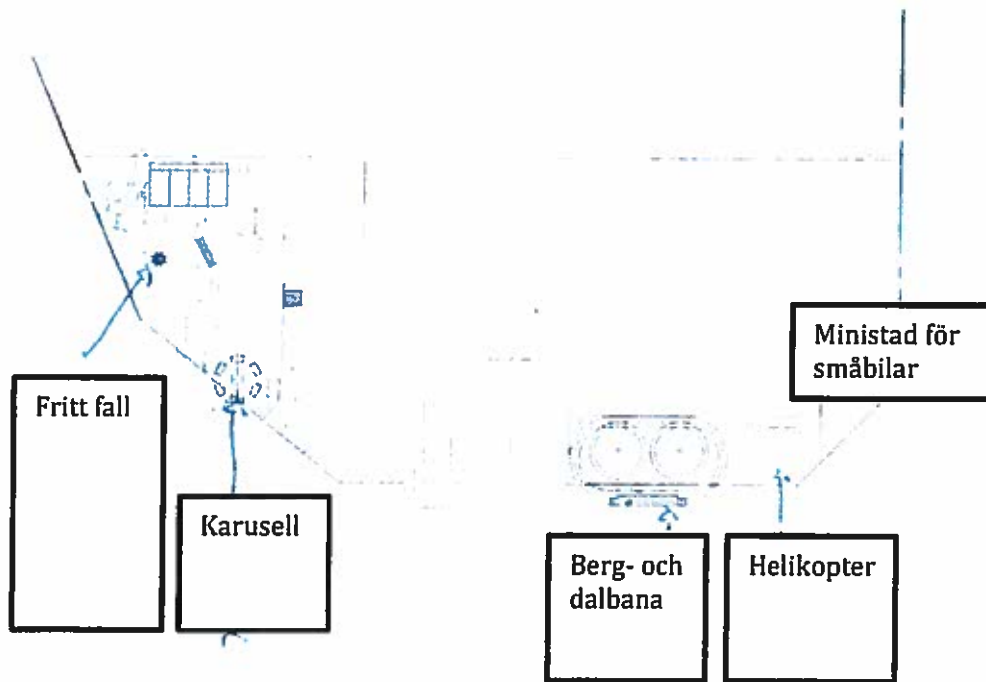 Ministad för
småbilar
Fritt fall
Karusell
Berg- och
dalbana
Helikopter